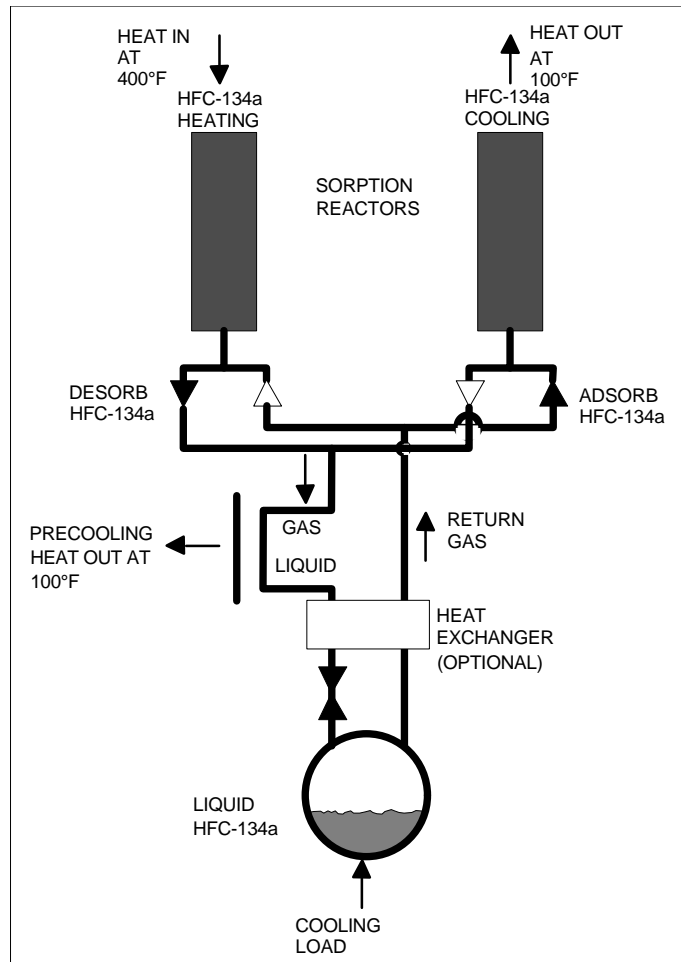 HEAT IN
AT
400°F
HEAT OUT
AT
100°F
HFC-134a
HEATING
HFC-134a
COOLING
SORPTION
REACTORS
DESORB
HFC-134a
ADSORB
HFC-134a
GAS
LIQUID
RETURN
GAS
PRECOOLING
HEAT OUT AT
100°F
HEAT
EXCHANGER
(OPTIONAL)
LIQUID
HFC-134a
COOLING
LOAD